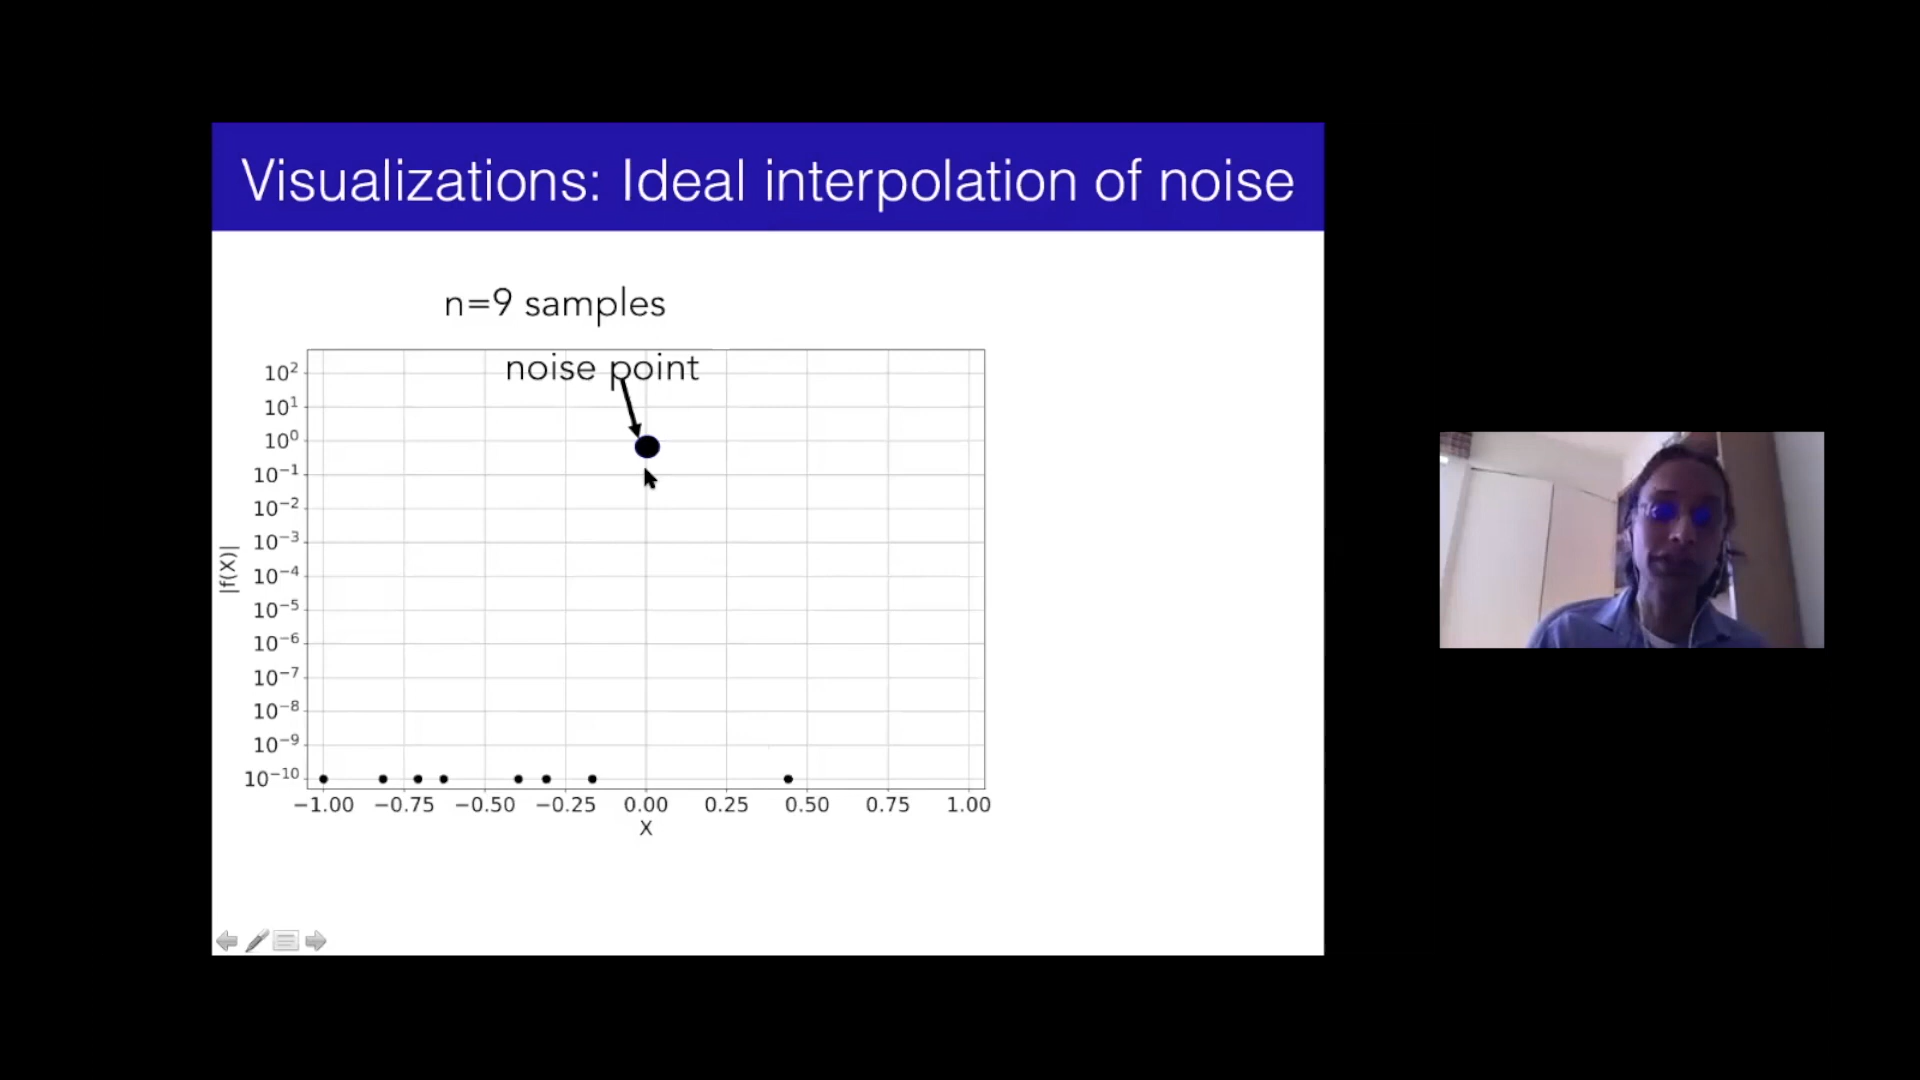 Visualizations: Ideal interpolation of noise
n=9 samples
noise point
10²
10¹
10⁰
10⁻¹
10⁻²
10⁻³
10⁻⁴
10⁻⁵
10⁻⁶
10⁻⁷
10⁻⁸
10⁻⁹
10⁻¹⁰
|f(X)|
−1.00 −0.75 −0.50 −0.25 0.00 0.25 0.50 0.75 1.00
X